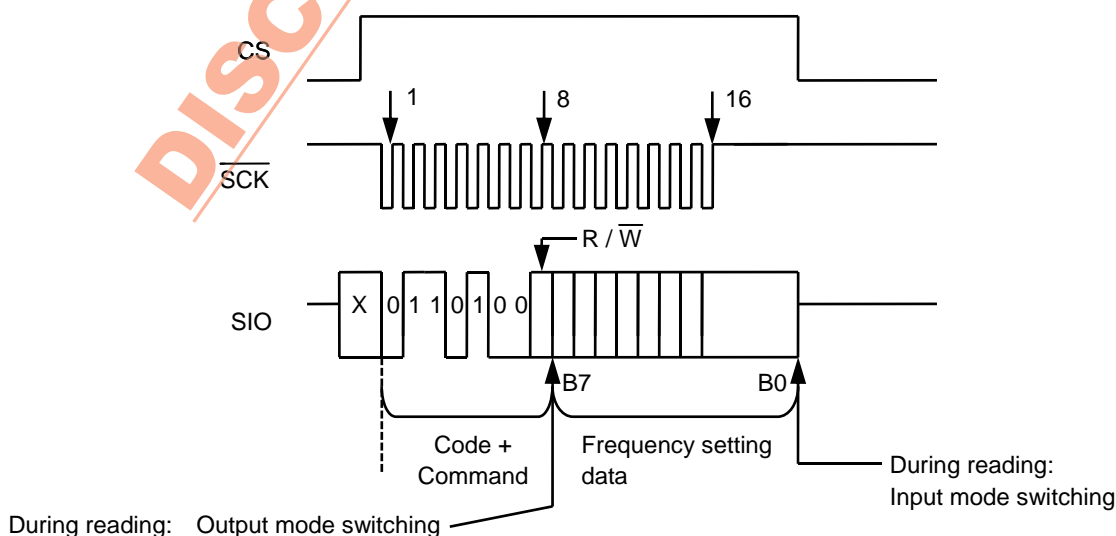 CS
DISC
1
8
16
SCK
R / W
SIO
X 0 1 1 0 1 0 0
B7
B0
Code +
Command
Frequency setting
data
During reading:
Input mode switching
During reading: Output mode switching